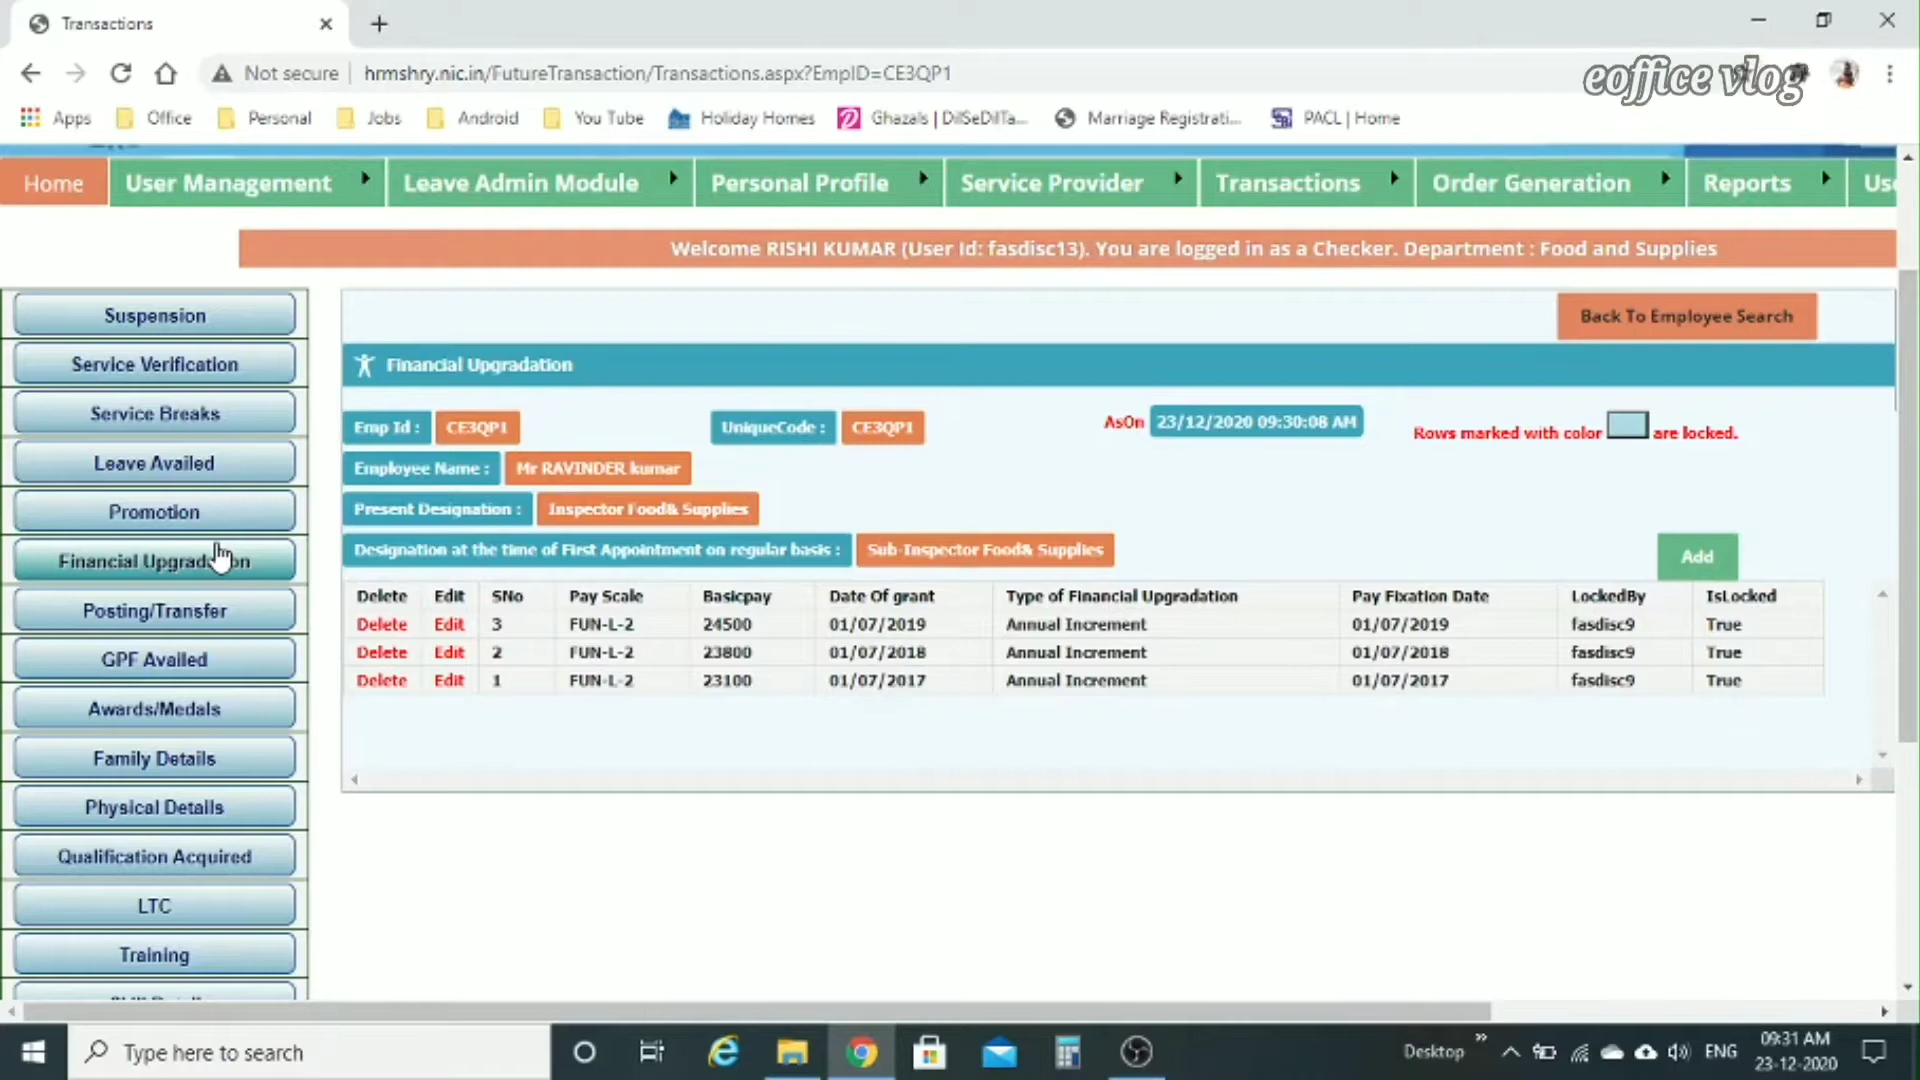 Transactions
Not secure
hrmshry.nic.in/FutureTransaction/Transactions.aspx?EmpID=CE3QP1
eoffice vlog
Apps Office Personal Jobs Android You Tube Holiday Homes Ghazals | DilSeDilTa... Marriage Registrati... PACL | Home
Home User Management Leave Admin Module Personal Profile Service Provider Transactions Order Generation Reports Use
Welcome RISHI KUMAR (User Id: fasdisc13). You are logged in as a Checker. Department : Food and Supplies
Suspension
Service Verification
Service Breaks
Leave Availed
Promotion
Financial Upgradation
Posting/Transfer
GPF Availed
Awards/Medals
Family Details
Physical Details
Qualification Acquired
LTC
Training
Back To Employee Search
Financial Upgradation
Emp Id : CE3QP1 UniqueCode : CE3QP1 AsOn 23/12/2020 09:30:08 AM Rows marked with color are locked.
Employee Name : Mr RAVINDER kumar
Present Designation : Inspector Food& Supplies
Designation at the time of First Appointment on regular basis : Sub-Inspector Food& Supplies
Add
Delete Edit SNo Pay Scale Basicpay Date Of grant Type of Financial Upgradation Pay Fixation Date LockedBy IsLocked
Delete Edit 3 FUN-L-2 24500 01/07/2019 Annual Increment 01/07/2019 fasdisc9 True
Delete Edit 2 FUN-L-2 23800 01/07/2018 Annual Increment 01/07/2018 fasdisc9 True
Delete Edit 1 FUN-L-2 23100 01/07/2017 Annual Increment 01/07/2017 fasdisc9 True
Type here to search
Desktop
ENG
09:31 AM
23-12-2020